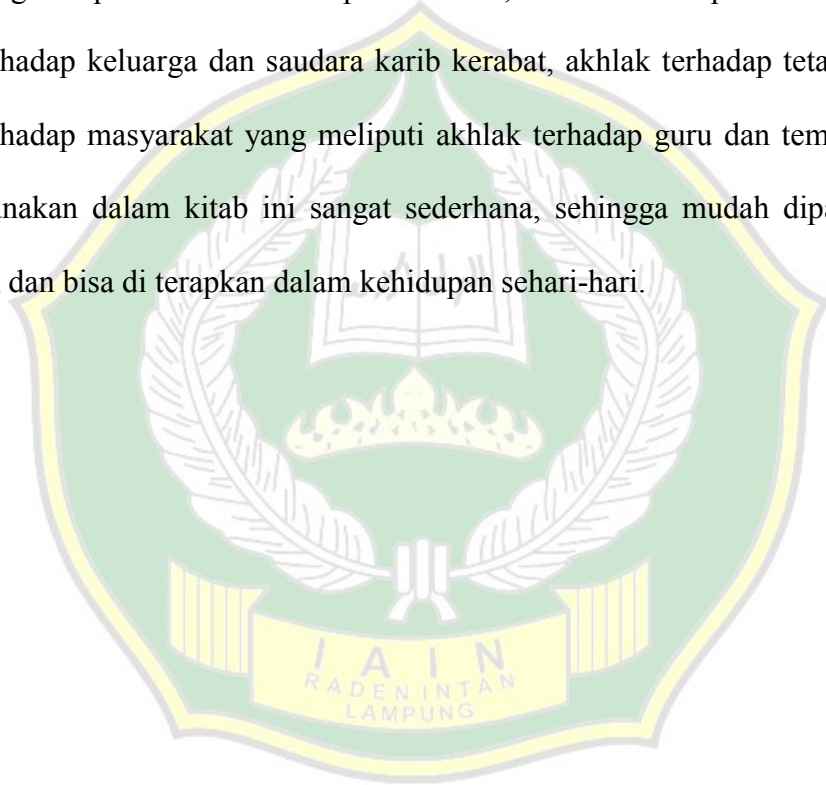 hadap keluarga dan saudara karib kerabat, akhlak terhadap teta
hadap masyarakat yang meliputi akhlak terhadap guru dan tem
nakan dalam kitab ini sangat sederhana, sehingga mudah dipa
dan bisa di terapkan dalam kehidupan sehari-hari.
IAIN
RADEN INTAN
LAMPUNG